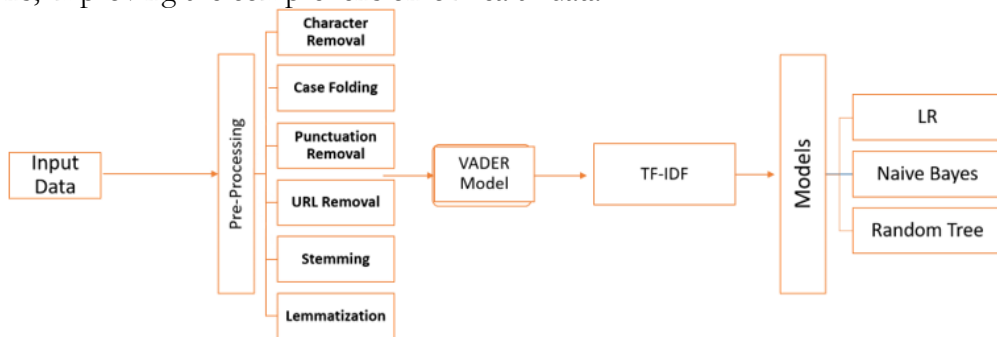 Character
Removal
Case Folding
Punctuation
Removal
URL Removal
Stemming
Lemmatization
Input
Data
Pre-Processing
VADER
Model
TF-IDF
Models
LR
Naive Bayes
Random Tree